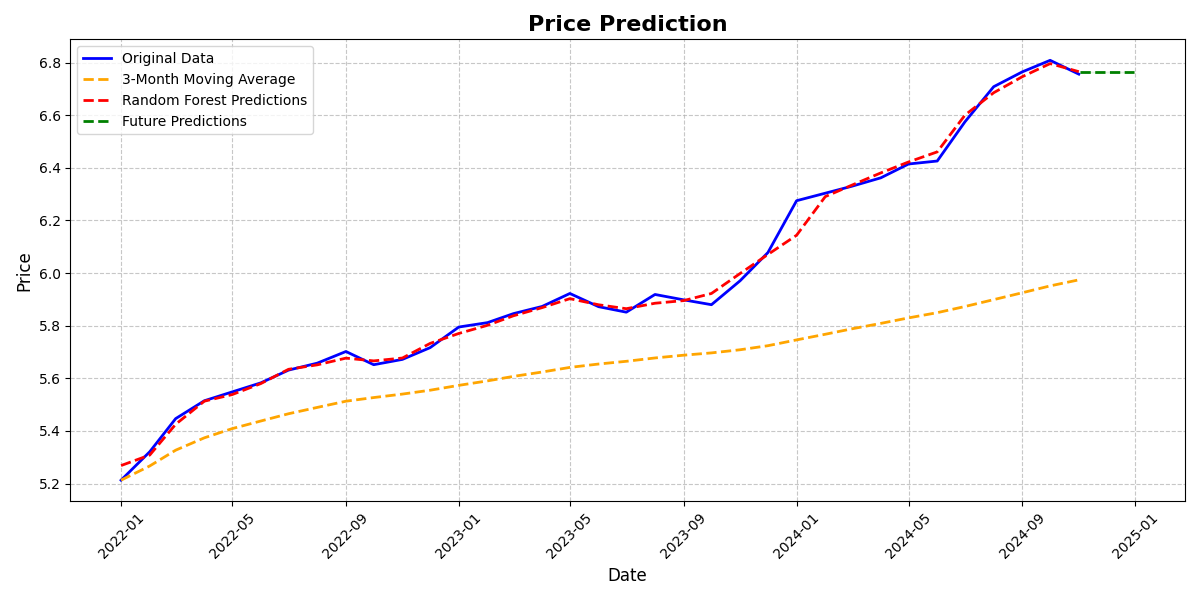 Price Prediction
Original Data
3-Month Moving Average
Random Forest Predictions
Future Predictions
Price
6.8
6.6
6.4
6.2
6.0
5.8
5.6
5.4
5.2
2022-01
2022-05
2022-09
2023-01
2023-05
2023-09
2024-01
2024-05
2024-09
2025-01
Date